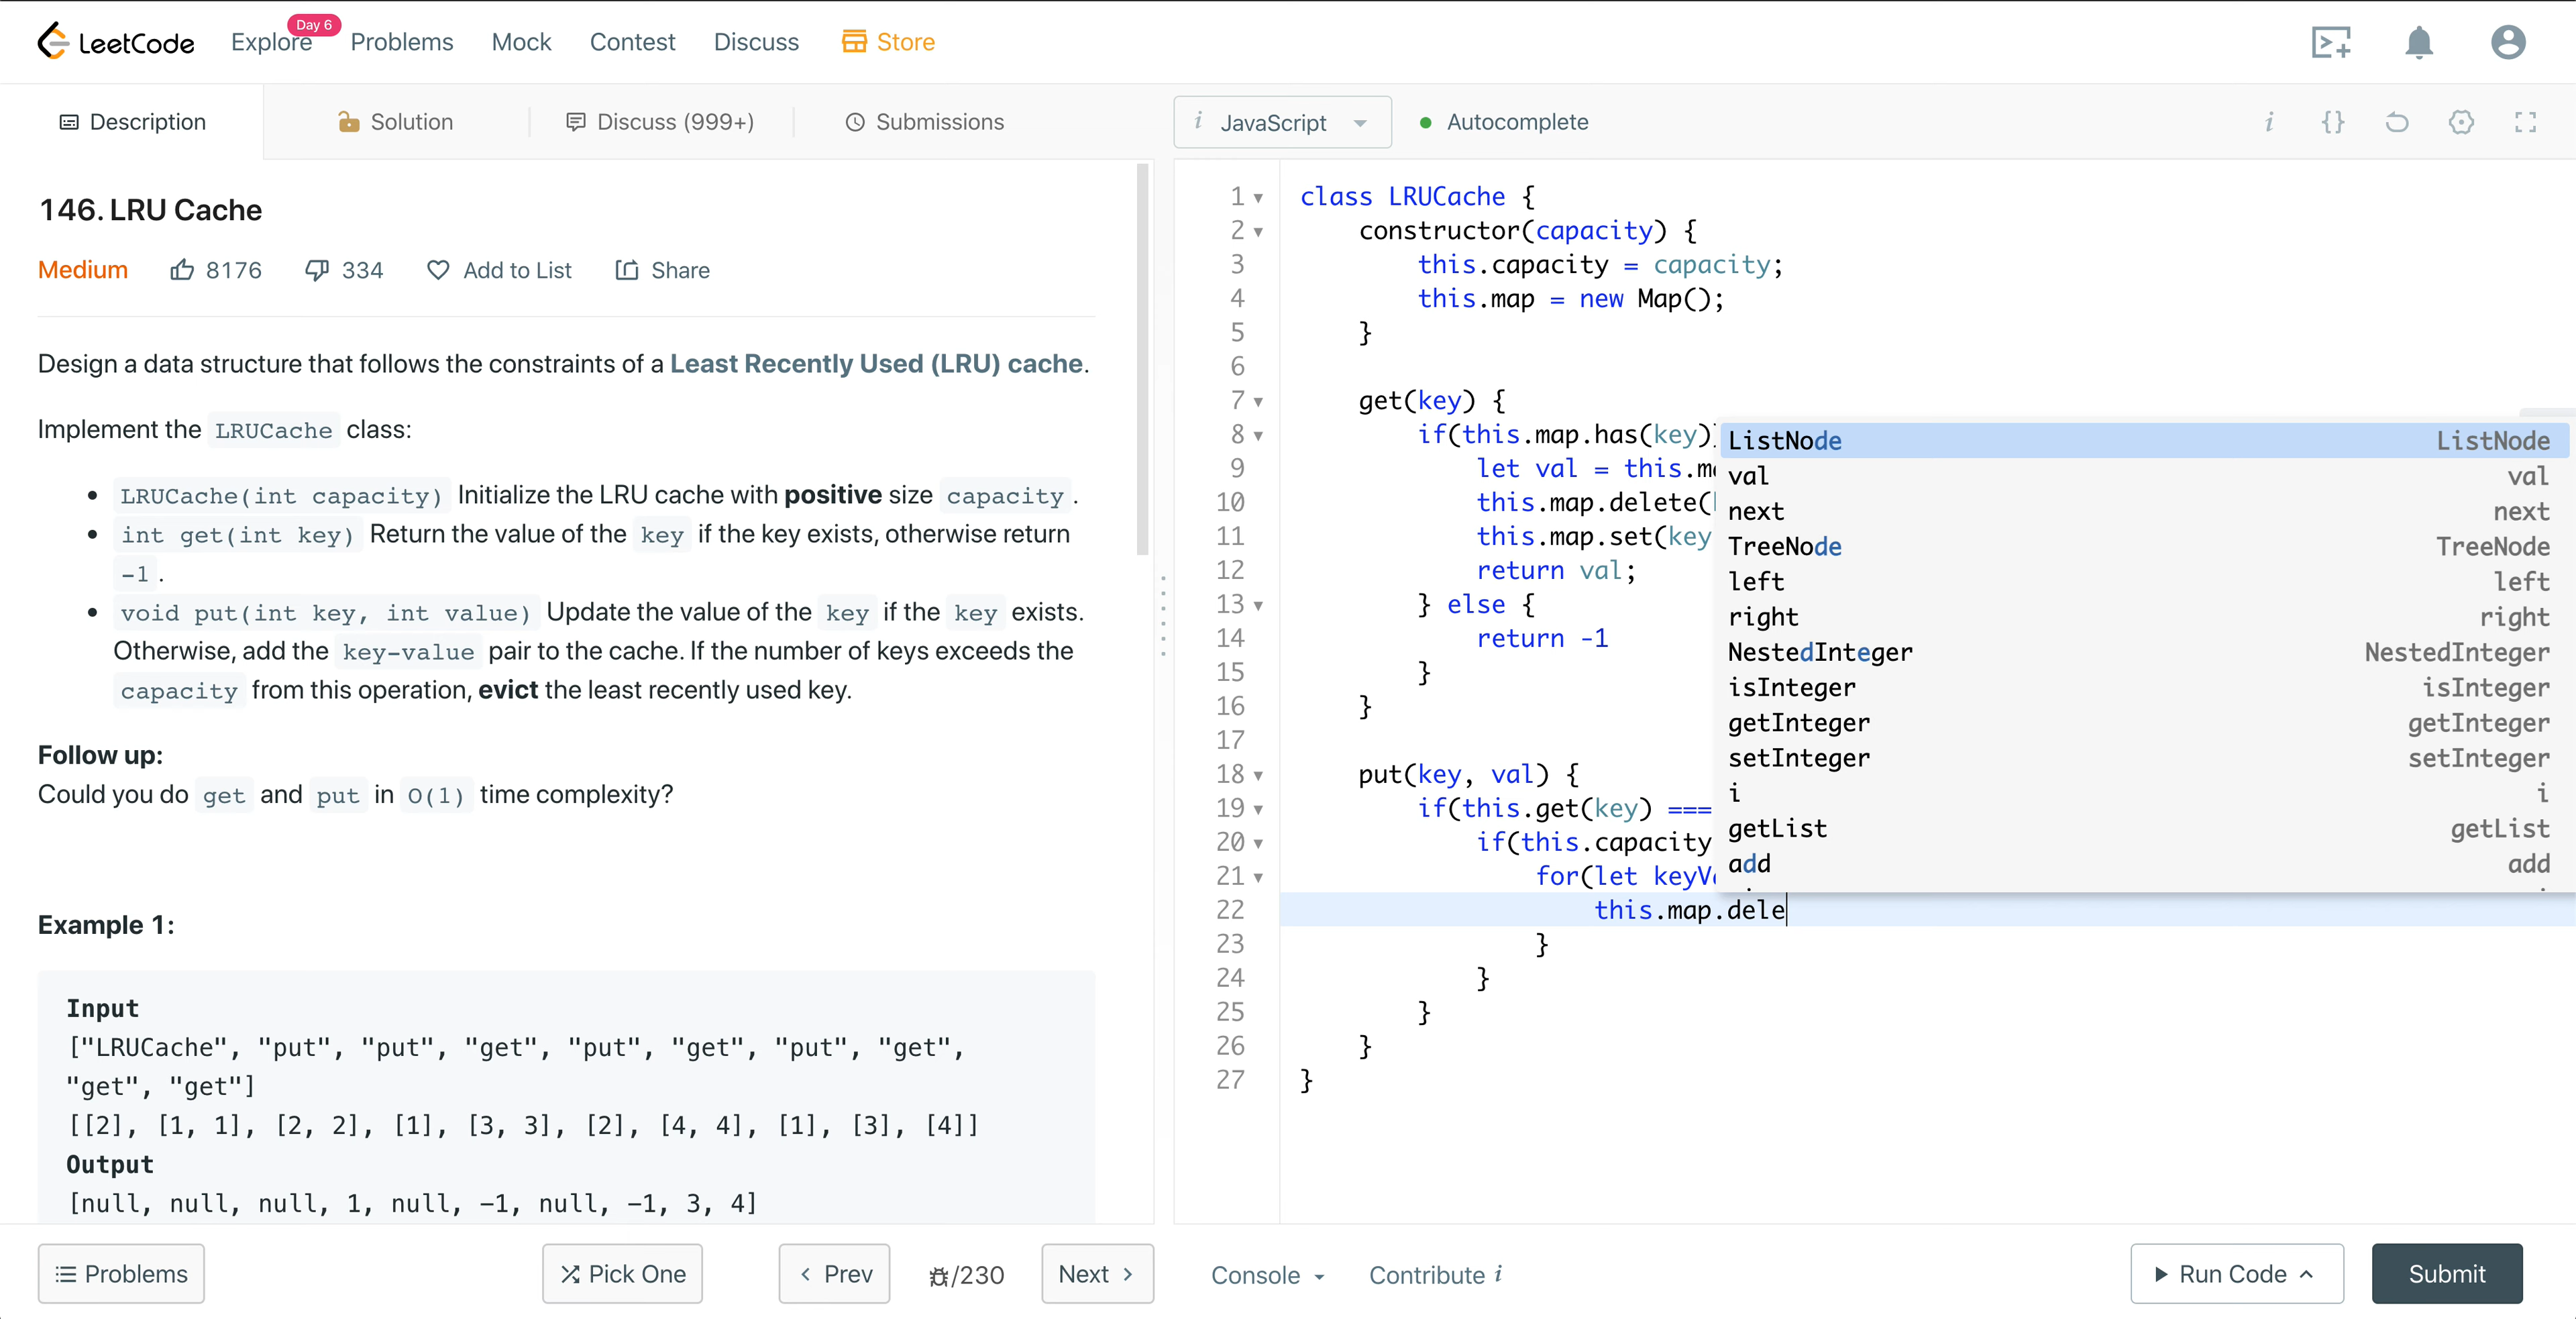 LeetCode Explore Day 6 Problems Mock Contest Discuss Store
Description Solution Discuss (999+) Submissions
146. LRU Cache
Medium 8176 334 Add to List Share
Design a data structure that follows the constraints of a Least Recently Used (LRU) cache.
Implement the LRUCache class:
• LRUCache(int capacity) Initialize the LRU cache with positive size capacity.
• int get(int key) Return the value of the key if the key exists, otherwise return
-1.
• void put(int key, int value) Update the value of the key if the key exists.
Otherwise, add the key-value pair to the cache. If the number of keys exceeds the
capacity from this operation, evict the least recently used key.
Follow up:
Could you do get and put in O(1) time complexity?
Example 1:
Input
["LRUCache", "put", "put", "get", "put", "get", "put", "get",
"get", "get"]
[[2], [1, 1], [2, 2], [1], [3, 3], [2], [4, 4], [1], [3], [4]]
Output
[null, null, null, 1, null, -1, null, -1, 3, 4]
Problems Pick One Prev /230 Next
i JavaScript Autocomplete i {}
1 class LRUCache {
2 constructor(capacity) {
3 this.capacity = capacity;
4 this.map = new Map();
5 }
6
7 get(key) {
8 if(this.map.has(key)
9 let val = this.m
10 this.map.delete(
11 this.map.set(key
12 return val;
13 } else {
14 return -1
15 }
16 }
17
18 put(key, val) {
19 if(this.get(key) ===
20 if(this.capacity
21 for(let keyV
22 this.map.dele
23 }
24 }
25 }
26 }
27 }
ListNode ListNode
val val
next next
TreeNode TreeNode
left left
right right
NestedInteger NestedInteger
isInteger isInteger
getInteger getInteger
setInteger setInteger
i i
getList getList
add add
Console Contribute i Run Code Submit